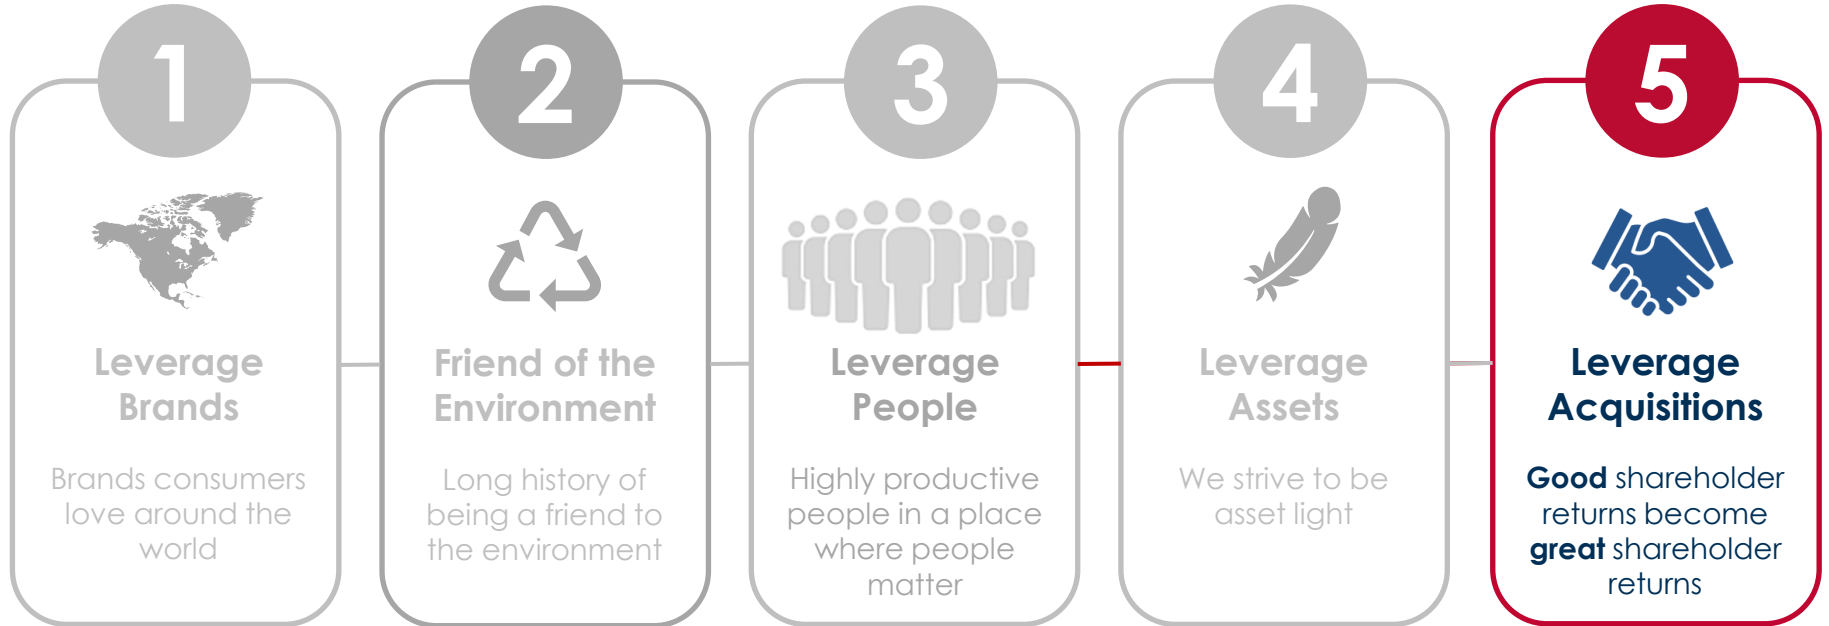 1
Leverage
Brands
Brands consumers
love around the
world
2
Friend of the
Environment
Long history of
being a friend to
the environment
3
Leverage
People
Highly productive
people in a place
where people
matter
4
Leverage
Assets
We strive to be
asset light
5
Leverage
Acquisitions
Good shareholder
returns become
great shareholder
returns